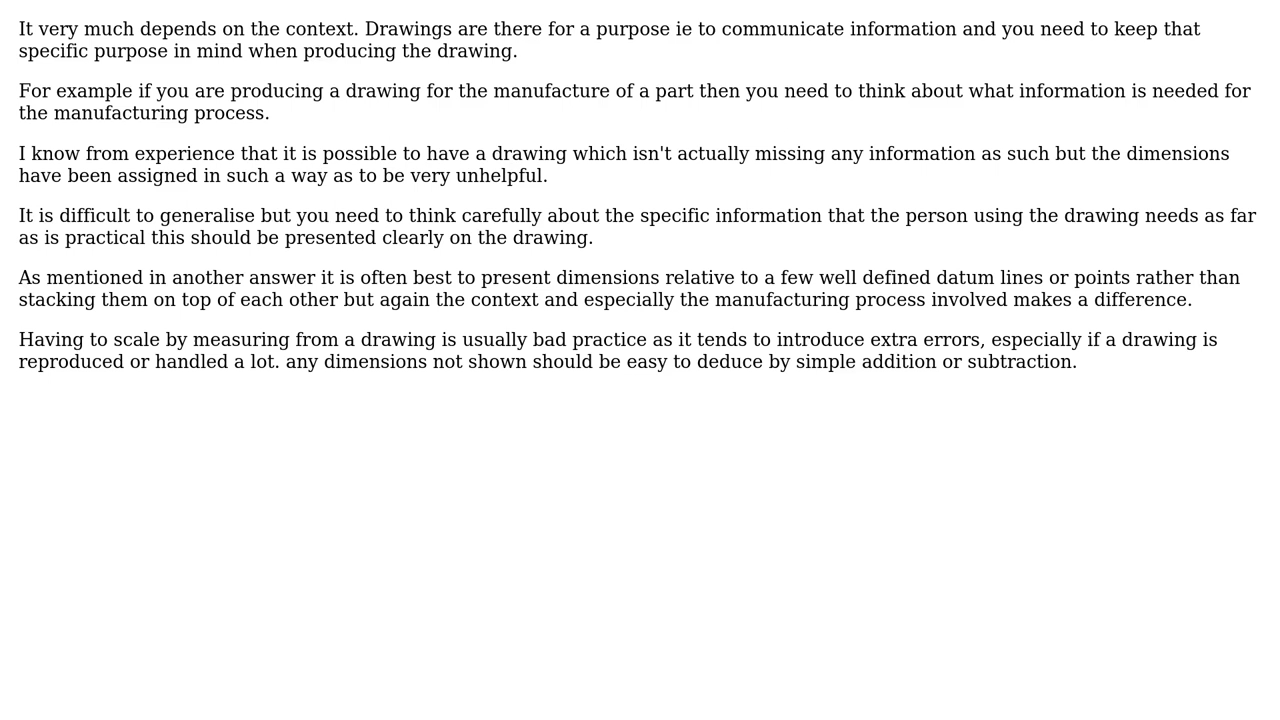 It very much depends on the context. Drawings are there for a purpose ie to communicate information and you need to keep that
specific purpose in mind when producing the drawing.
For example if you are producing a drawing for the manufacture of a part then you need to think about what information is needed for
the manufacturing process.
I know from experience that it is possible to have a drawing which isn't actually missing any information as such but the dimensions
have been assigned in such a way as to be very unhelpful.
It is difficult to generalise but you need to think carefully about the specific information that the person using the drawing needs as far
as is practical this should be presented clearly on the drawing.
As mentioned in another answer it is often best to present dimensions relative to a few well defined datum lines or points rather than
stacking them on top of each other but again the context and especially the manufacturing process involved makes a difference.
Having to scale by measuring from a drawing is usually bad practice as it tends to introduce extra errors, especially if a drawing is
reproduced or handled a lot. any dimensions not shown should be easy to deduce by simple addition or subtraction.